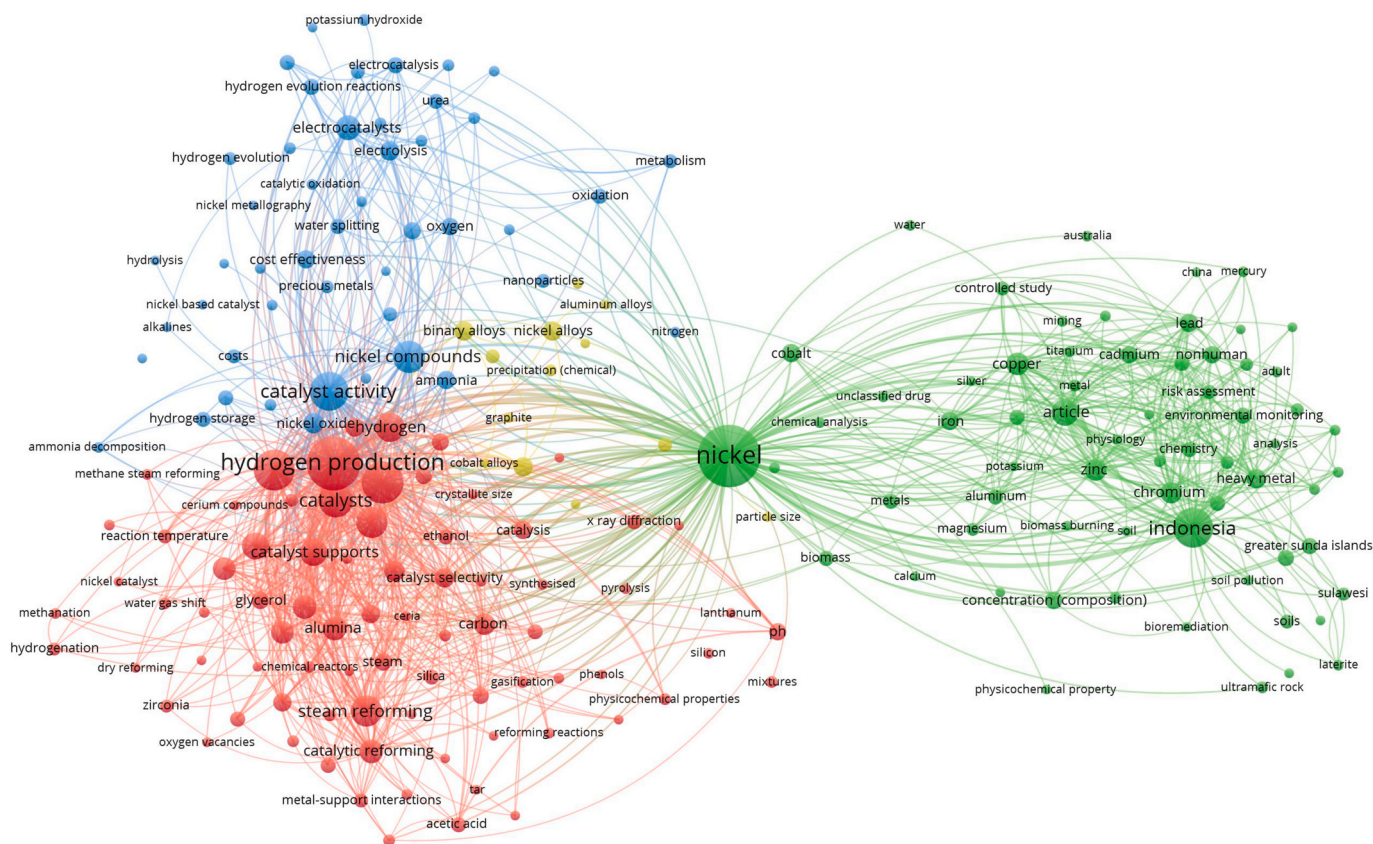 potassium hydroxide
electrocatalysis
hydrogen evolution reactions
urea
electrocatalysts
electrolysis
hydrogen evolution
metabolism
catalytic oxidation
oxidation
nickel metallography
water splitting
oxygen
water
australia
hydrolysis
cost effectiveness
china
mercury
precious metals
nanoparticles
controlled study
nickel based catalyst
aluminum alloys
alkalines
binary alloys
nickel alloys
nitrogen
mining
lead
costs
nickel compounds
cobalt
titanium
cadmium
nonhuman
precipitation (chemical)
copper
adult
catalyst activity
ammonia
silver
metal
risk assessment
unclassified drug
hydrogen storage
nickel oxide
hydrogen
graphite
chemical analysis
iron
article
environmental monitoring
ammonia decomposition
physiology
chemistry
analysis
methane steam reforming
hydrogen production
cobalt alloys
nickel
potassium
zinc
heavy metal
cerium compounds
catalysts
crystallite size
metals
aluminum
chromium
reaction temperature
ethanol
catalysis
x ray diffraction
particle size
magnesium
biomass burning
soil
indonesia
catalyst supports
biomass
greater sunda islands
nickel catalyst
catalyst selectivity
synthesised
pyrolysis
calcium
soil pollution
water gas shift
glycerol
concentration (composition)
sulawesi
methanation
ceria
lanthanum
alumina
carbon
ph
bioremediation
soils
hydrogenation
silicon
dry reforming
chemical reactors
steam
silica
gasification
phenols
mixtures
laterite
physicochemical property
ultramafic rock
zirconia
steam reforming
physicochemical properties
oxygen vacancies
catalytic reforming
reforming reactions
tar
metal-support interactions
acetic acid